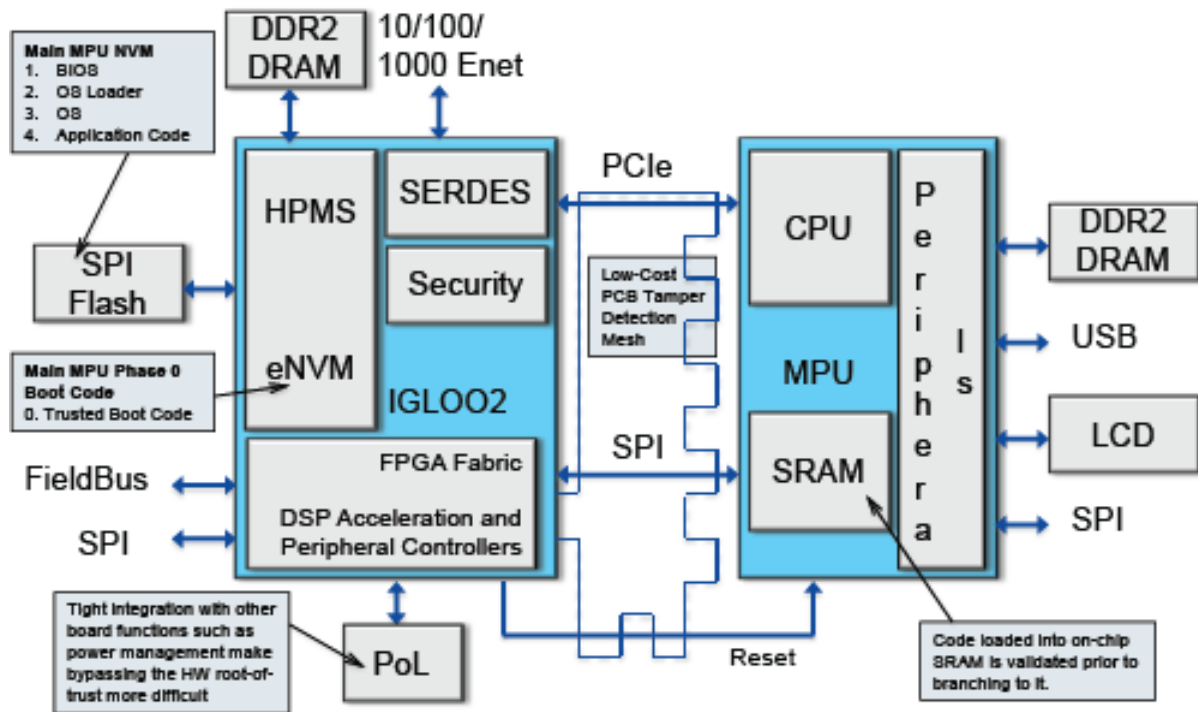 Main MPU NVM
1. BIOS
2. OS Loader
3. OS
4. Application Code
DDR2
DRAM
10/100/
1000 Enet
SPI
Flash
Main MPU Phase 0
Boot Code
0. Trusted Boot Code
FieldBus
SPI
HPMS
eNVM
SERDES
Security
IGLOO2
FPGA Fabric
DSP Acceleration and
Peripheral Controllers
Tight integration with other
board functions such as
power management make
bypassing the HW root-of-
trust more difficult
PoL
PCIe
Low-Cost
PCB Tamper
Detection
Mesh
SPI
Reset
CPU
MPU
SRAM
Peripherals
DDR2
DRAM
USB
LCD
SPI
Code loaded into on-chip
SRAM is validated prior to
branching to it.